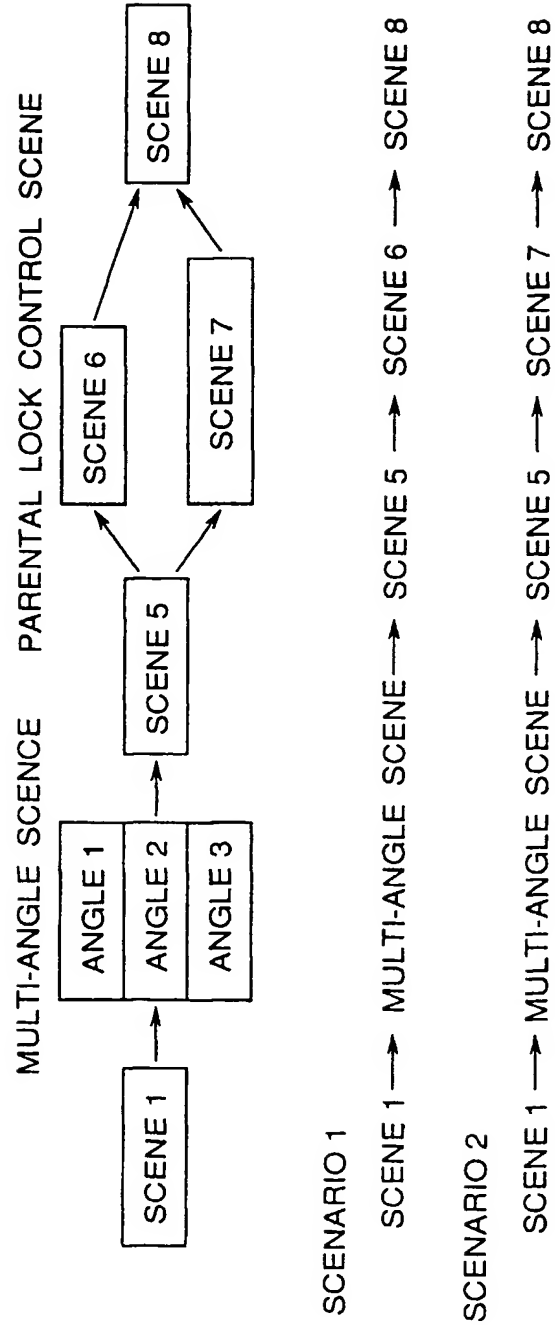 MULTI-ANGLE SCENCE PARENTAL LOCK CONTROL SCENE
SCENE 1
ANGLE 1
ANGLE 2
ANGLE 3
SCENE 5
SCENE 6
SCENE 7
SCENE 8
SCENARIO 1
SCENE 1 → MULTI-ANGLE SCENE → SCENE 5 → SCENE 6 → SCENE 8
SCENARIO 2
SCENE 1 → MULTI-ANGLE SCENE → SCENE 5 → SCENE 7 → SCENE 8